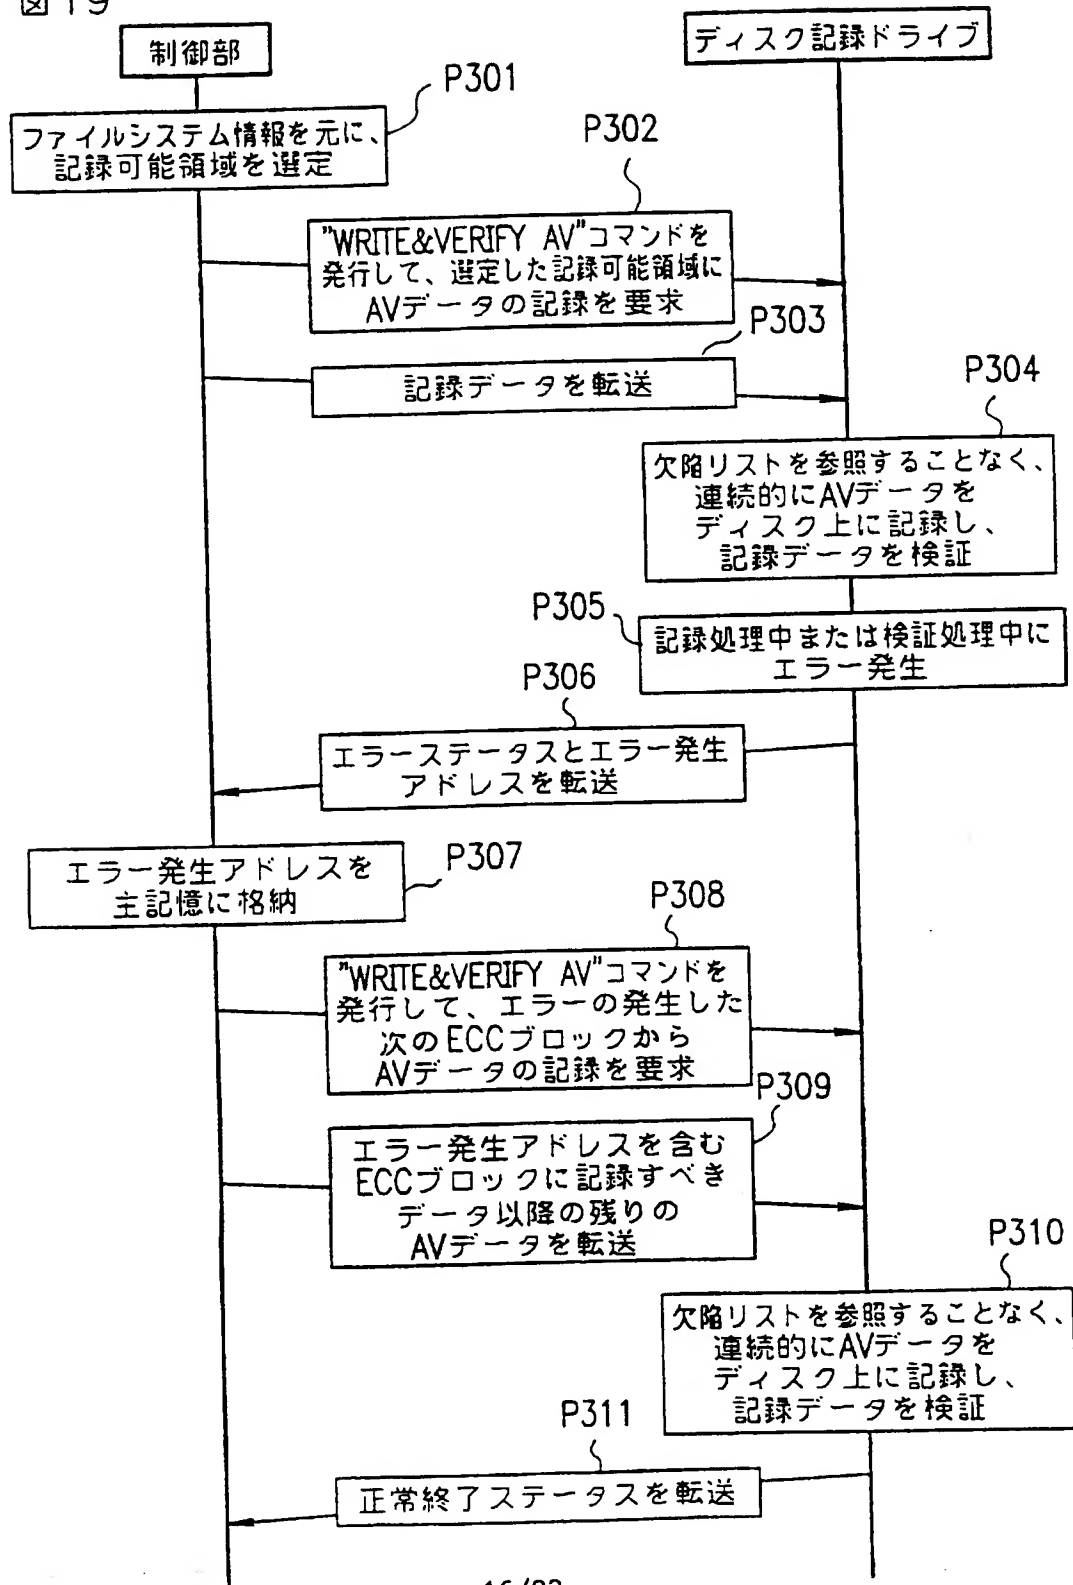 図19
制御部
ディスク記録ドライブ
P301
ファイルシステム情報を元に、
記録可能領域を選定
P302
"WRITE&VERIFY AV"コマンドを
発行して、選定した記録可能領域に
AVデータの記録を要求
P303
記録データを転送
P304
欠陥リストを参照することなく、
連続的にAVデータを
ディスク上に記録し、
記録データを検証
P305
記録処理中または検証処理中に
エラー発生
P306
エラーステータスとエラー発生
アドレスを転送
P307
エラー発生アドレスを
主記憶に格納
P308
"WRITE&VERIFY AV"コマンドを
発行して、エラーの発生した
次のECCブロックから
AVデータの記録を要求
P309
エラー発生アドレスを含む
ECCブロックに記録すべき
データ以降の残りの
AVデータを転送
P310
欠陥リストを参照することなく、
連続的にAVデータを
ディスク上に記録し、
記録データを検証
P311
正常終了ステータスを転送